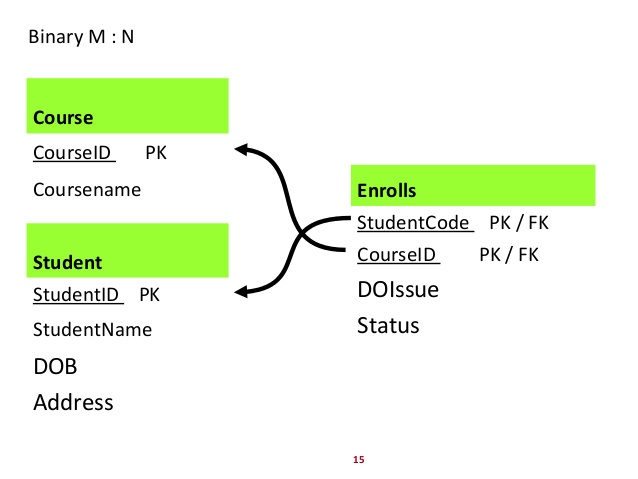 Binary M : N
Course
CourseID PK
Coursename
Student
StudentID PK
StudentName
DOB
Address
Enrolls
StudentCode PK / FK
CourseID PK / FK
DOIssue
Status
15